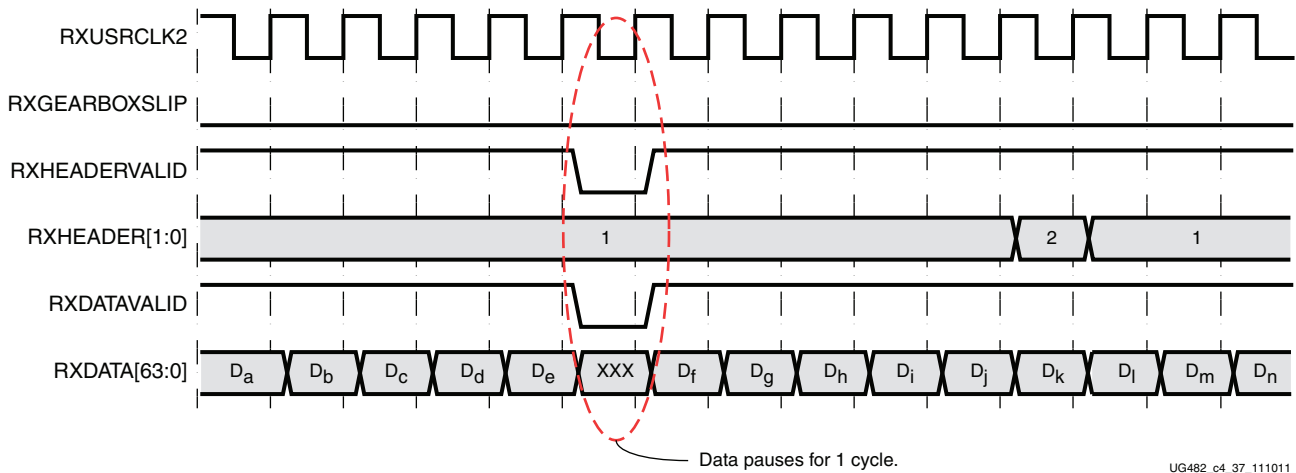 RXUSRCLK2
RXGEARBOXSLIP
RXHEADERVALID
RXHEADER[1:0] 1 2 1
RXDATAVALID
RXDATA[63:0] Da Db Dc Dd De XXX Df Dg Dh Di Dj Dk Dl Dm Dn
Data pauses for 1 cycle.
UG482_c4_37_111011